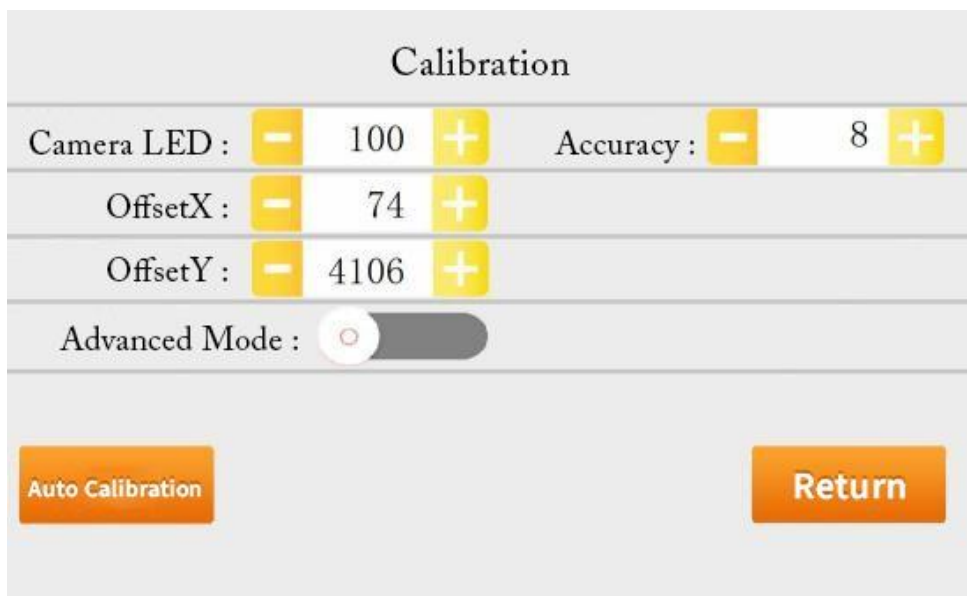 Calibration
Camera LED : - 100 + Accuracy : - 8 +
OffsetX : - 74 +
OffsetY : - 4106 +
Advanced Mode :
Auto Calibration Return